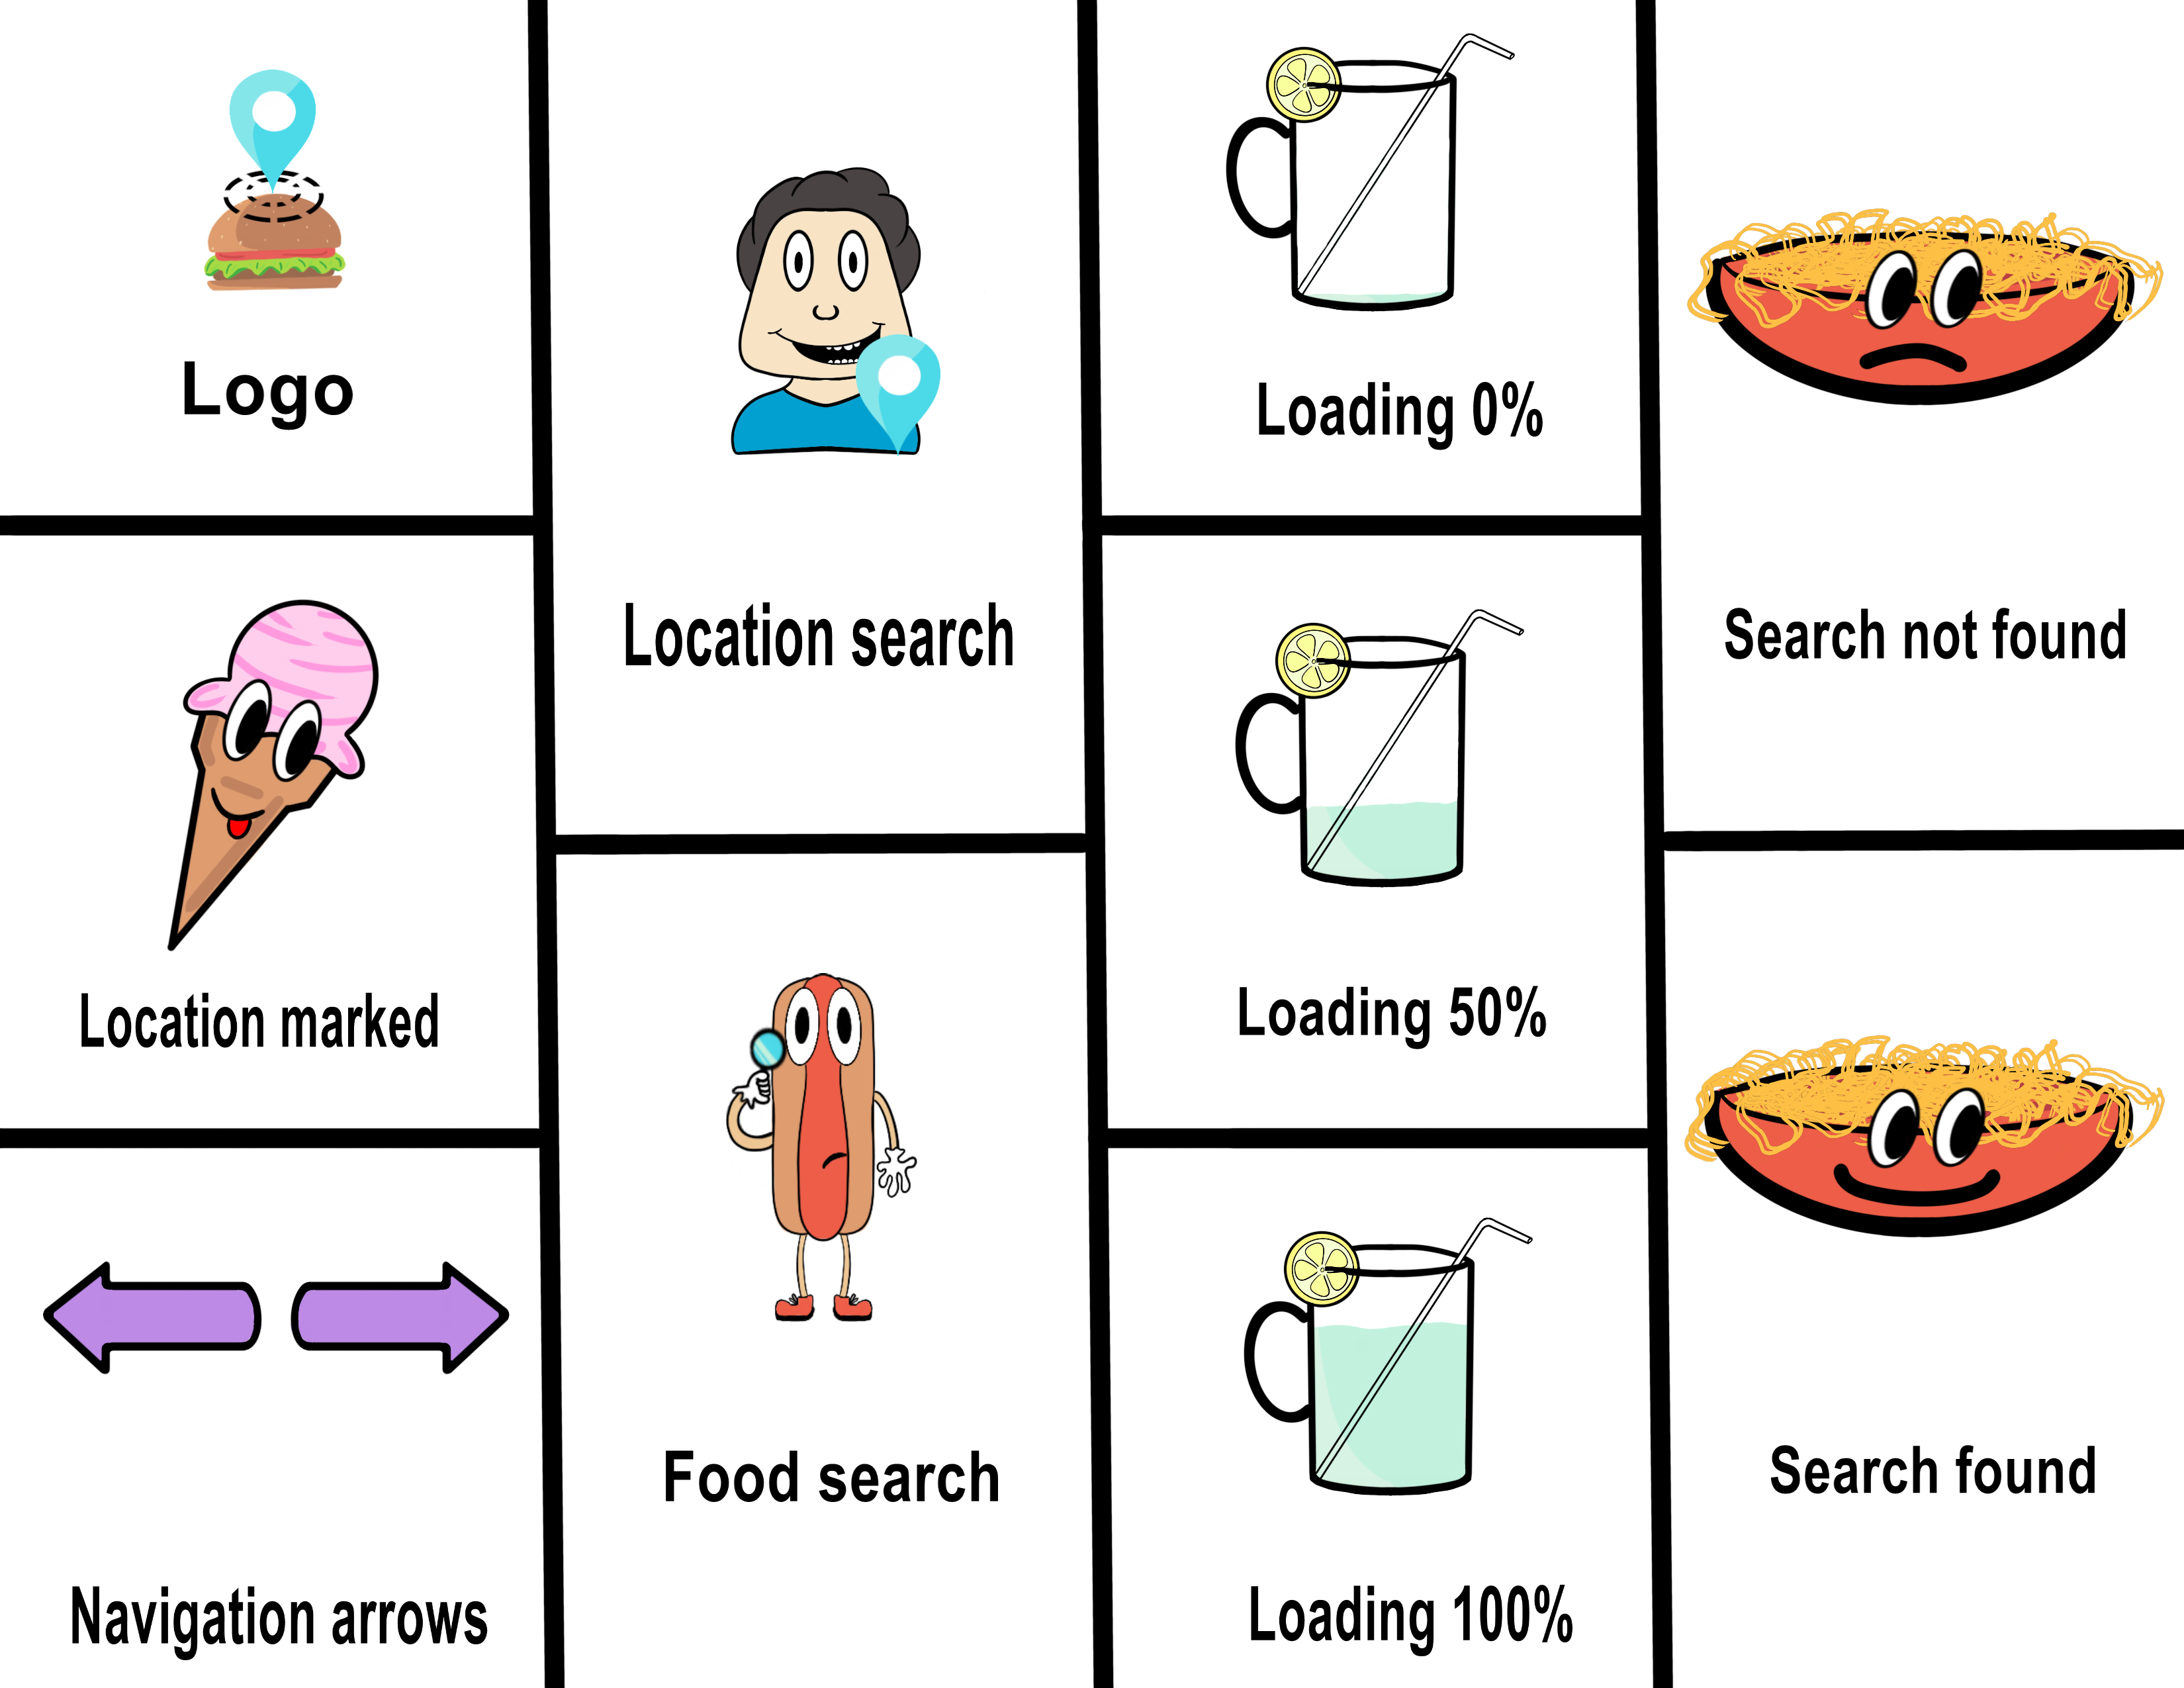 Logo
Location marked
Navigation arrows
Location search
Food search
Loading 0%
Loading 50%
Loading 100%
Search not found
Search found